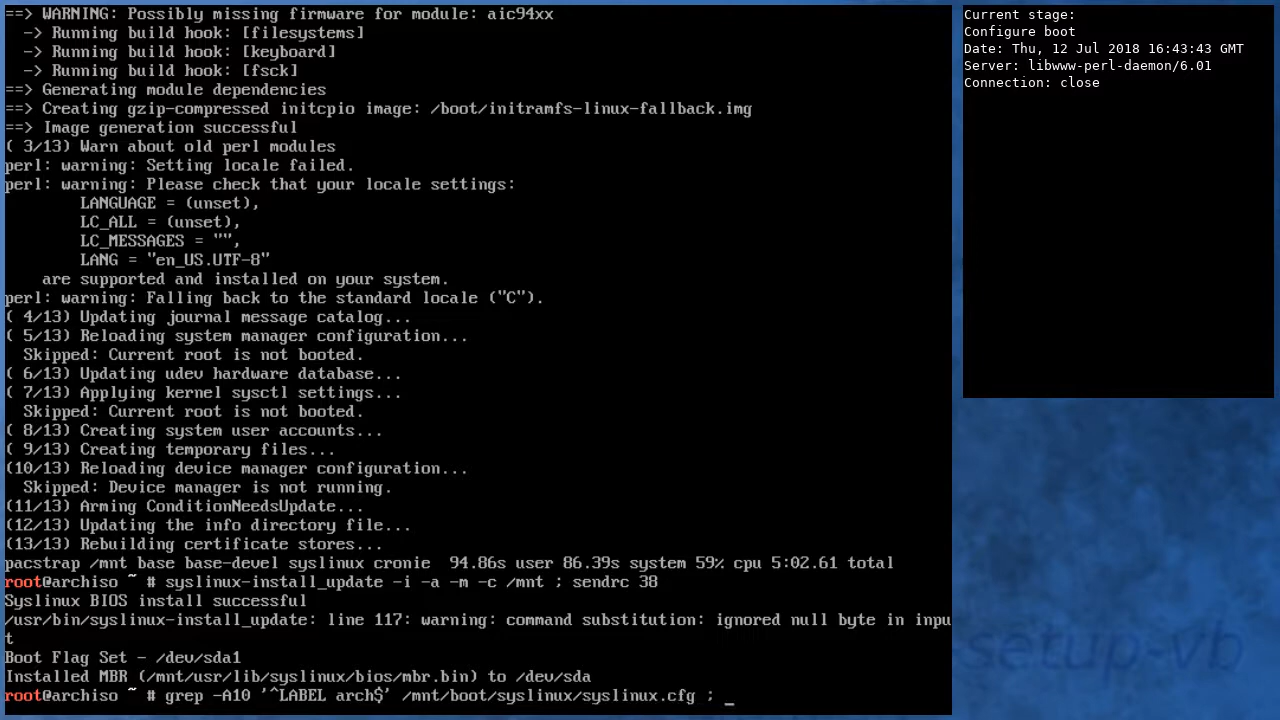 ==> WARNING: Possibly missing firmware for module: aic94xx
  -> Running build hook: [filesystems]
  -> Running build hook: [keyboard]
  -> Running build hook: [fsck]
==> Generating module dependencies
==> Creating gzip-compressed initcpio image: /boot/initramfs-linux-fallback.img
==> Image generation successful
( 3/13) Warn about old perl modules
perl: warning: Setting locale failed.
perl: warning: Please check that your locale settings:
        LANGUAGE = (unset),
        LC_ALL = (unset),
        LC_MESSAGES = "",
        LANG = "en_US.UTF-8"
    are supported and installed on your system.
perl: warning: Falling back to the standard locale ("C").
( 4/13) Updating journal message catalog...
( 5/13) Reloading system manager configuration...
  Skipped: Current root is not booted.
( 6/13) Updating udev hardware database...
( 7/13) Applying kernel sysctl settings...
  Skipped: Current root is not booted.
( 8/13) Creating system user accounts...
( 9/13) Creating temporary files...
(10/13) Reloading device manager configuration...
  Skipped: Device manager is not running.
(11/13) Arming ConditionNeedsUpdate...
(12/13) Updating the info directory file...
(13/13) Rebuilding certificate stores...
pacstrap /mnt base base-devel syslinux cronie  94.86s user 86.39s system 59% cpu 5:02.61 total
root@archiso ~ # syslinux-install_update -i -a -m -c /mnt ; sendrc 38
Syslinux BIOS install successful
/usr/bin/syslinux-install_update: line 117: warning: command substitution: ignored null byte in inpu
t
Boot Flag Set - /dev/sda1
Installed MBR (/mnt/usr/lib/syslinux/bios/mbr.bin) to /dev/sda
root@archiso ~ # grep -A10 '^LABEL arch$' /mnt/boot/syslinux/syslinux.cfg ; _
Current stage:
Configure boot
Date: Thu, 12 Jul 2018 16:43:43 GMT
Server: libwww-perl-daemon/6.01
Connection: close
setup-vb